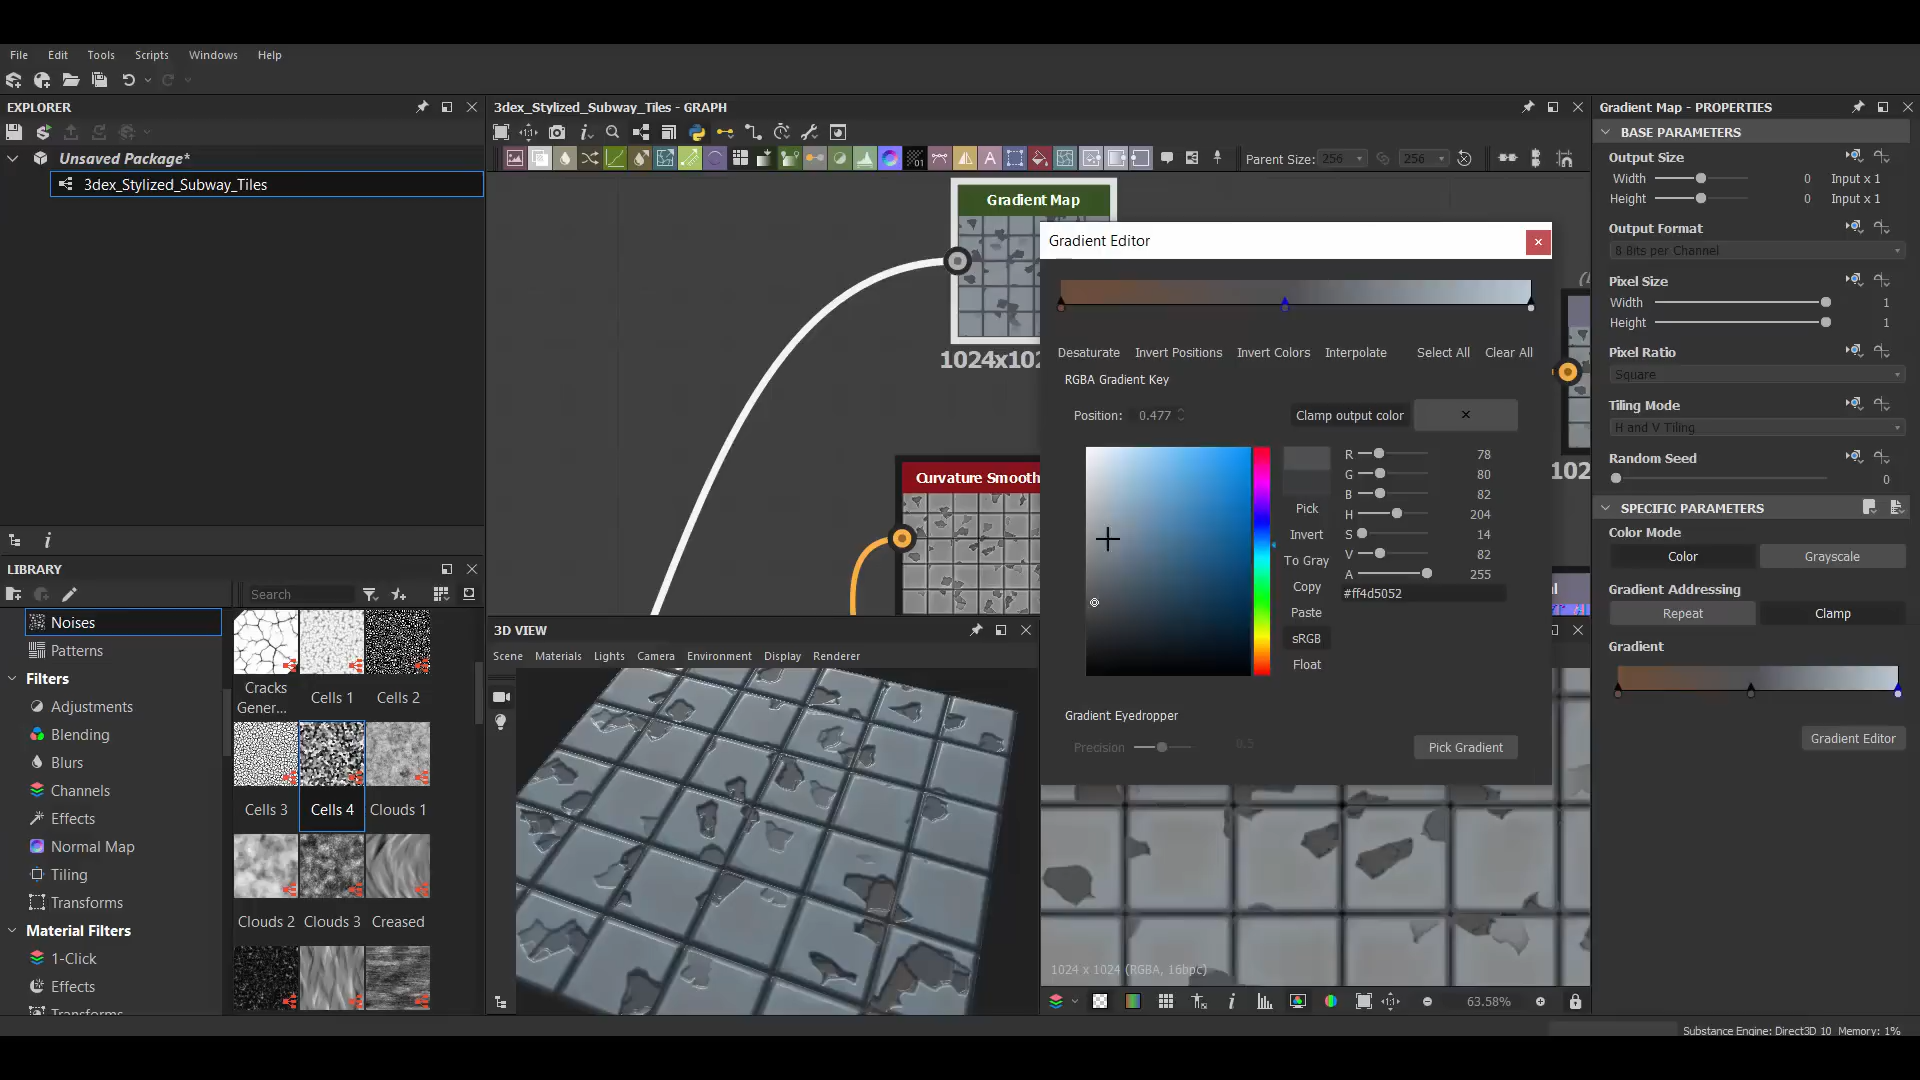 File Edit Tools Scripts Windows Help
EXPLORER
Unsaved Package*
3dex_Stylized_Subway_Tiles
LIBRARY
Search
Noises
Patterns
Filters
Adjustments
Blending
Blurs
Channels
Effects
Normal Map
Tiling
Transforms
Material Filters
1-Click
Effects
Transforms
Cracks Gener...
Cells 1
Cells 2
Cells 3
Cells 4
Clouds 1
Clouds 2
Clouds 3
Creased
3dex_Stylized_Subway_Tiles - GRAPH
Parent Size: 256 256
Gradient Map
1024x102
Curvature Smooth
102
3D VIEW
Scene Materials Lights Camera Environment Display Renderer
Gradient Editor
Desaturate Invert Positions Invert Colors Interpolate Select All Clear All
RGBA Gradient Key
Position: 0.477
Clamp output color
R 78
G 80
B 82
H 204
S 14
V 82
A 255
#ff4d5052
Pick
Invert
To Gray
Copy
Paste
sRGB
Float
Gradient Eyedropper
Precision 0.5
Pick Gradient
1024 x 1024 (RGBA, 16bpc)
63.58%
Gradient Map - PROPERTIES
BASE PARAMETERS
Output Size
Width 0 Input x 1
Height 0 Input x 1
Output Format
8 Bits per Channel
Pixel Size
Width 1
Height 1
Pixel Ratio
Square
Tiling Mode
H and V Tiling
Random Seed
0
SPECIFIC PARAMETERS
Color Mode
Color Grayscale
Gradient Addressing
Repeat Clamp
Gradient
Gradient Editor
Substance Engine: Direct3D 10 Memory: 1%